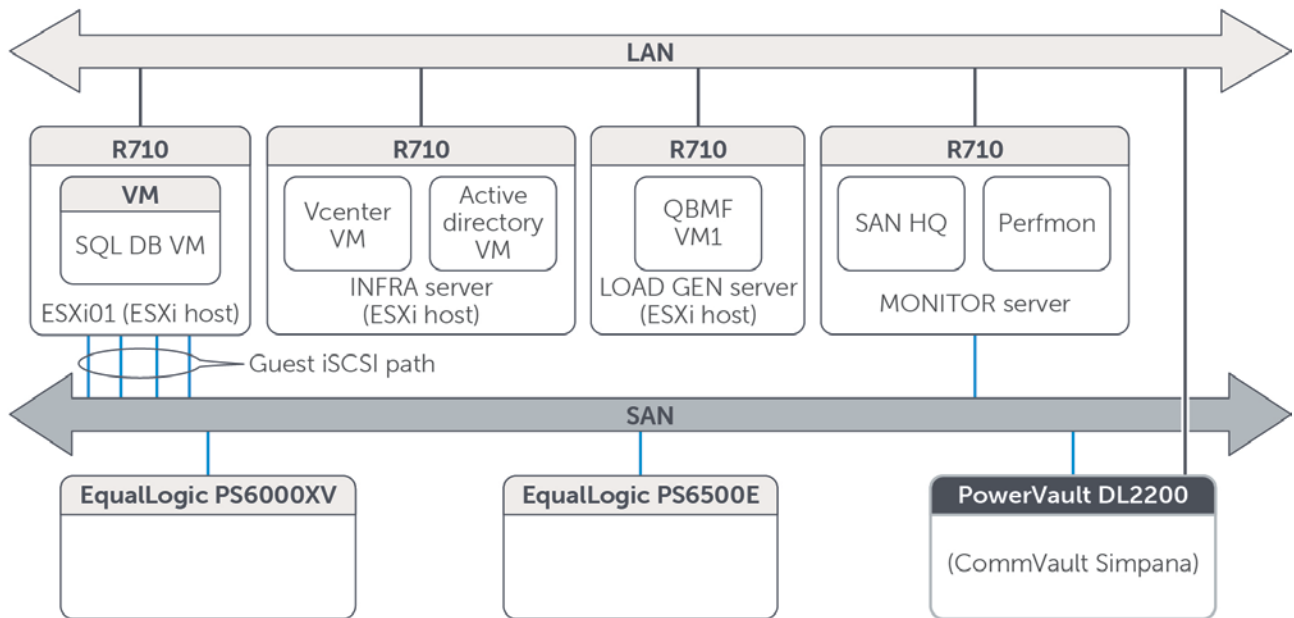 LAN
R710
VM
SQL DB VM
ESXi01 (ESXi host)
R710
Vcenter
VM
Active
directory
VM
INFRA server
(ESXi host)
R710
QBMF
VM1
LOAD GEN server
(ESXi host)
R710
SAN HQ
Perfmon
MONITOR server
Guest iSCSI path
SAN
EqualLogic PS6000XV
EqualLogic PS6500E
PowerVault DL2200
(CommVault Simpana)